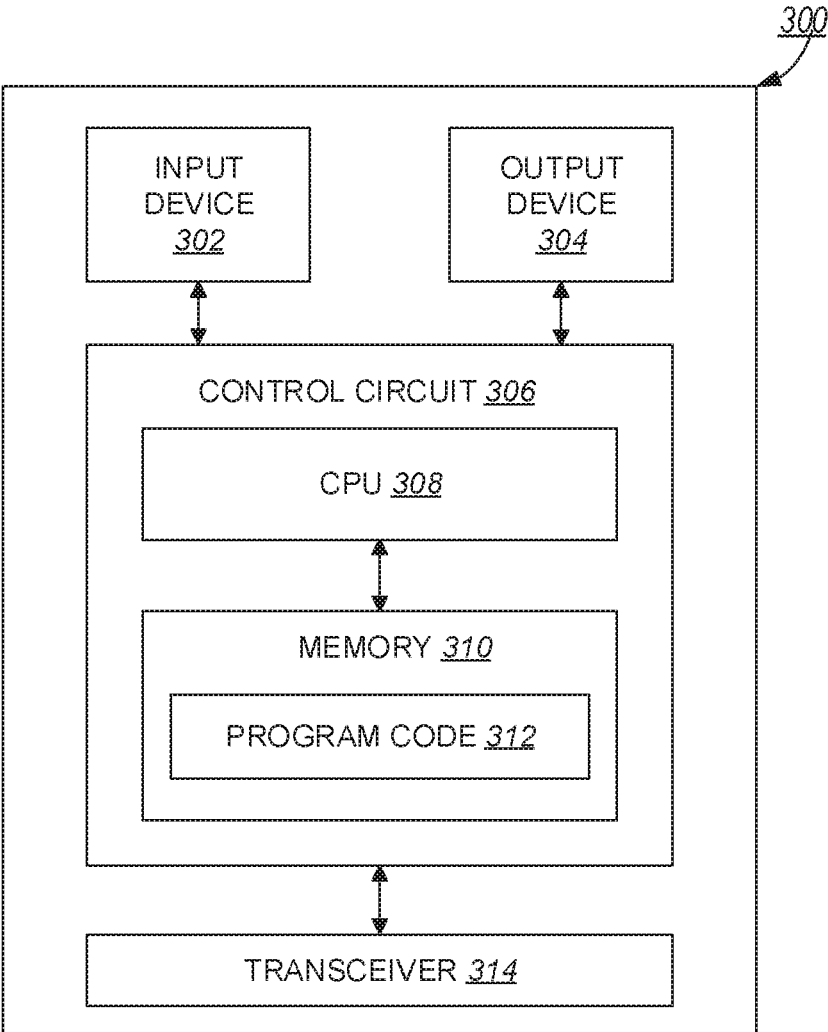 300
INPUT
DEVICE
302
OUTPUT
DEVICE
304
CONTROL CIRCUIT 306
CPU 308
MEMORY 310
PROGRAM CODE 312
TRANSCEIVER 314